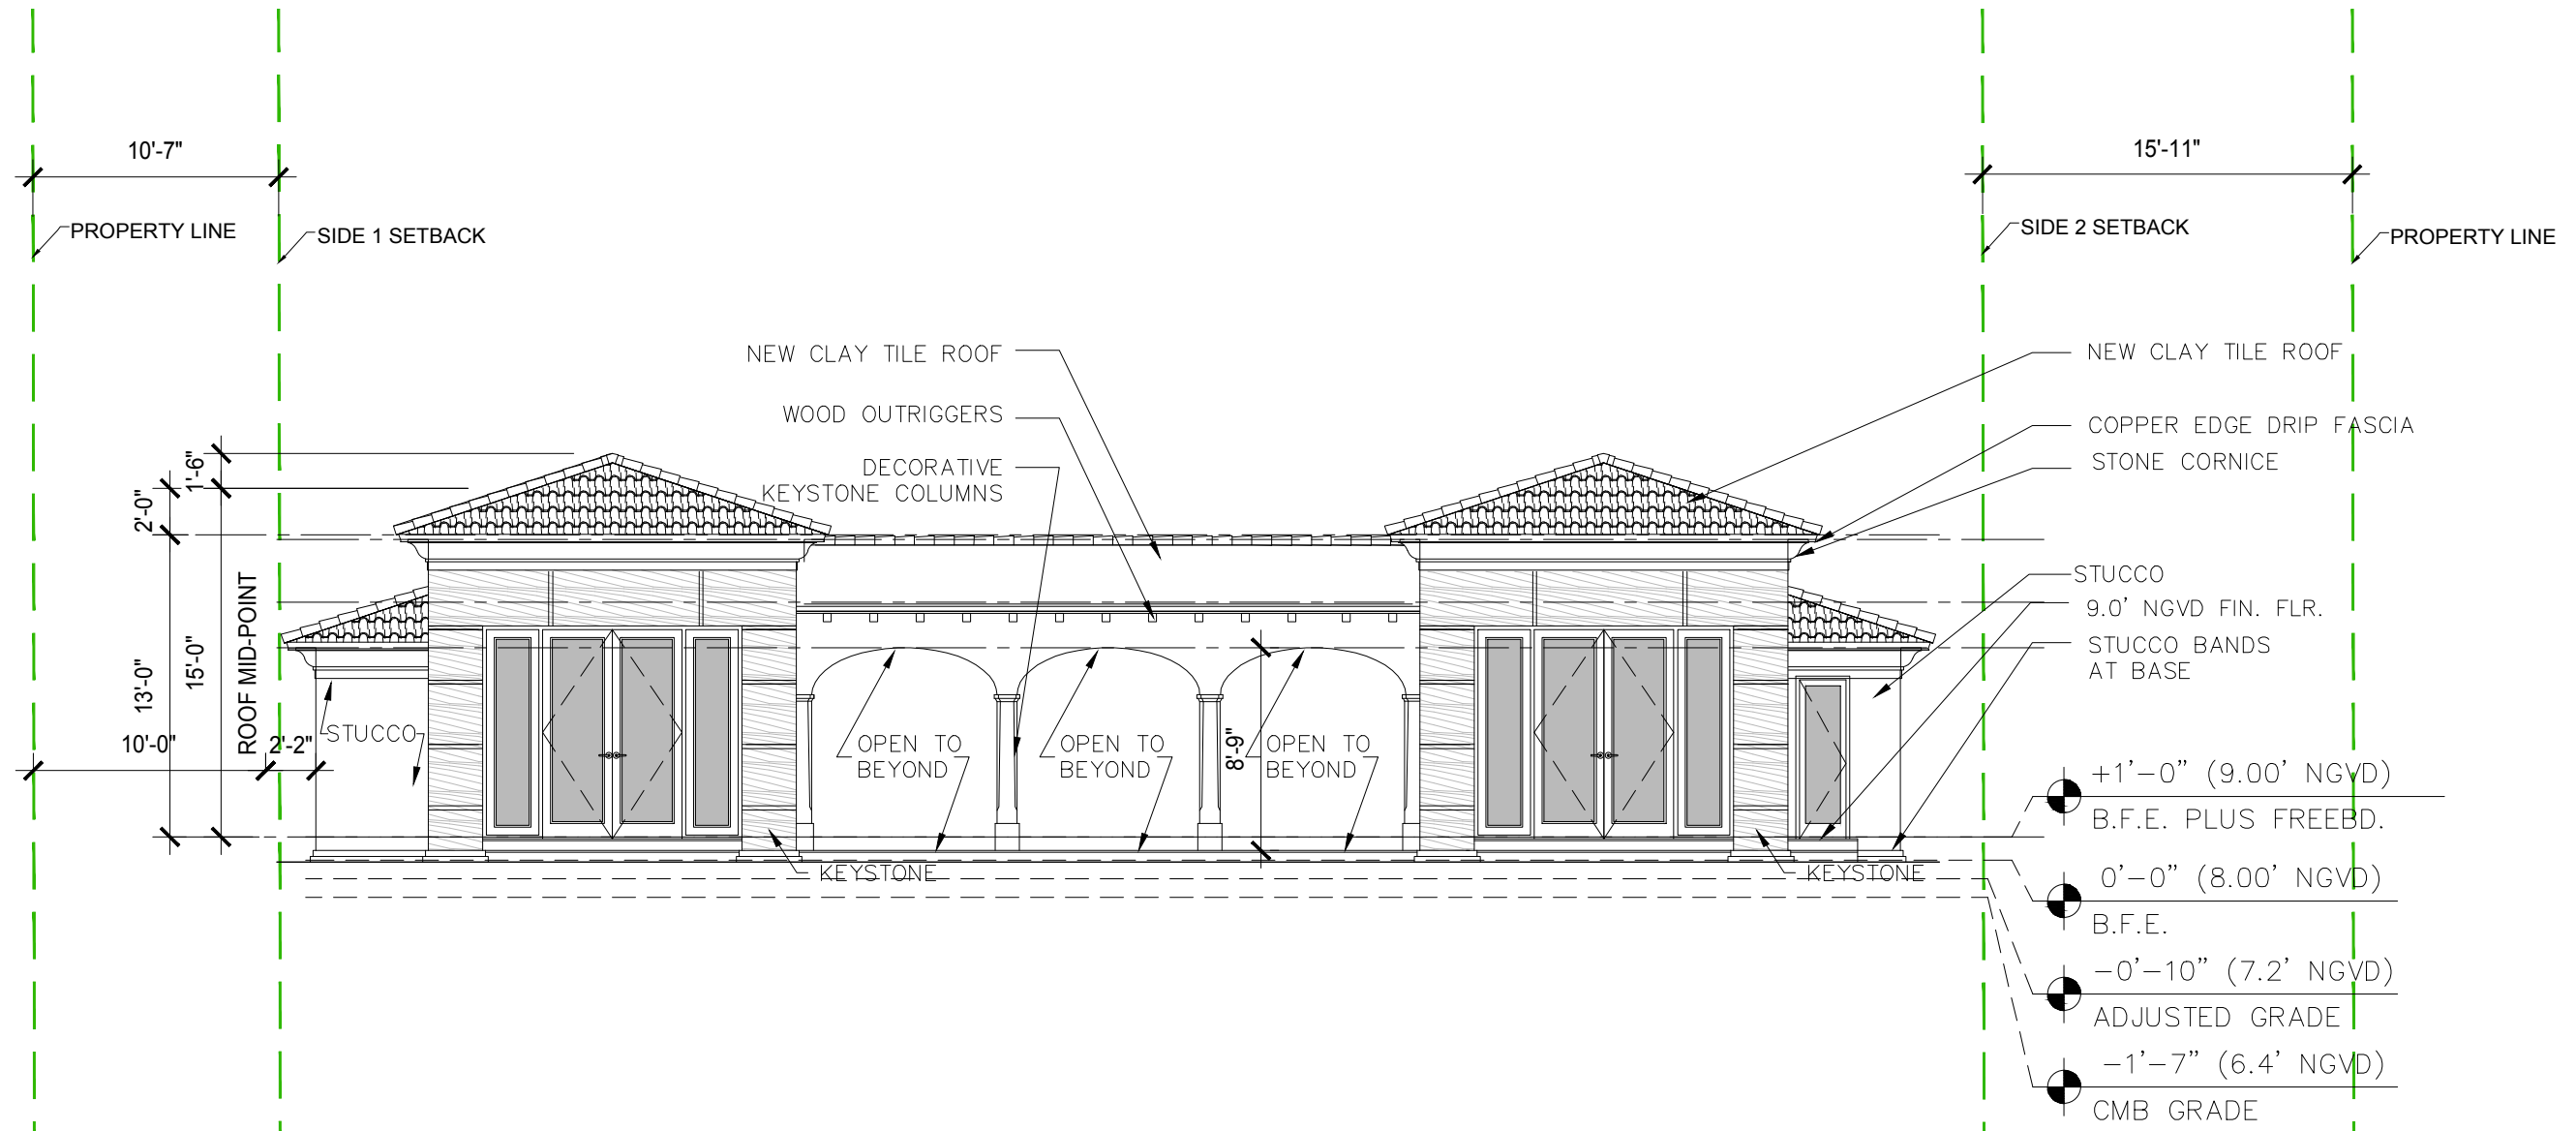 10'-7"
15'-11"
PROPERTY LINE
SIDE 1 SETBACK
SIDE 2 SETBACK
PROPERTY LINE
NEW CLAY TILE ROOF
WOOD OUTRIGGERS
DECORATIVE
KEYSTONE COLUMNS
NEW CLAY TILE ROOF
COPPER EDGE DRIP FASCIA
STONE CORNICE
STUCCO
9.0' NGVD FIN. FLR.
STUCCO BANDS
AT BASE
1'-6"
2'-0"
13'-0"
15'-0"
ROOF MID-POINT
10'-0"
2'-2"
STUCCO
OPEN TO
BEYOND
OPEN TO
BEYOND
8'-9"
OPEN TO
BEYOND
KEYSTONE
KEYSTONE
+1'-0" (9.00' NGVD)
B.F.E. PLUS FREEBD.
0'-0" (8.00' NGVD)
B.F.E.
-0'-10" (7.2' NGVD)
ADJUSTED GRADE
-1'-7" (6.4' NGVD)
CMB GRADE